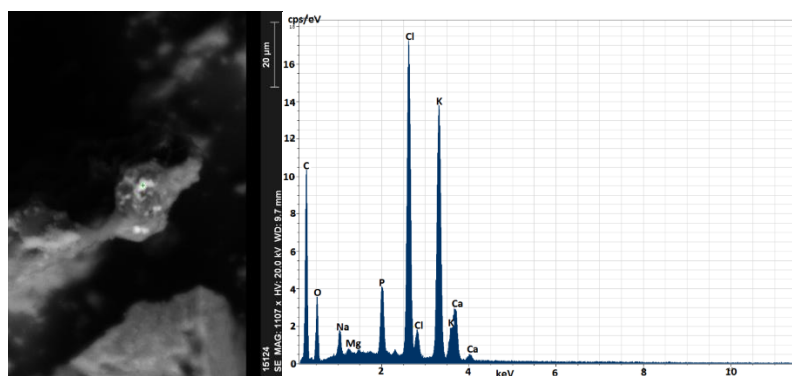 20 µm
15124
SE MAG: 1107 x HV: 20.0 kV WD: 9.7 mm
cps/eV
16
14
12
10
8
6
4
2
0
C
O
Na
Mg
P
Cl
Cl
K
K
Ca
Ca
2
4
6
8
10
keV